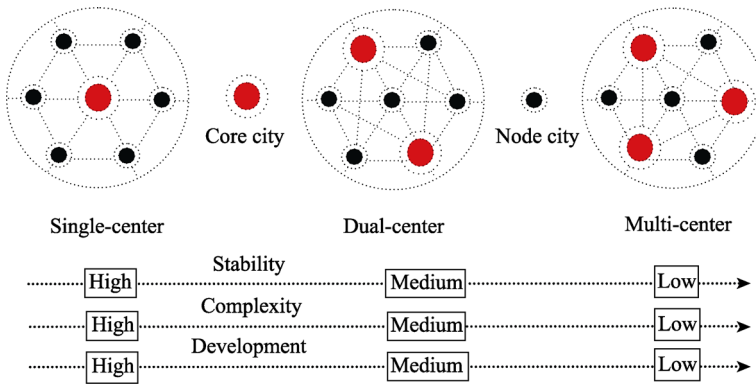 Core city
Node city
Single-center
Dual-center
Multi-center
Stability
High
Medium
Low
Complexity
High
Medium
Low
Development
High
Medium
Low